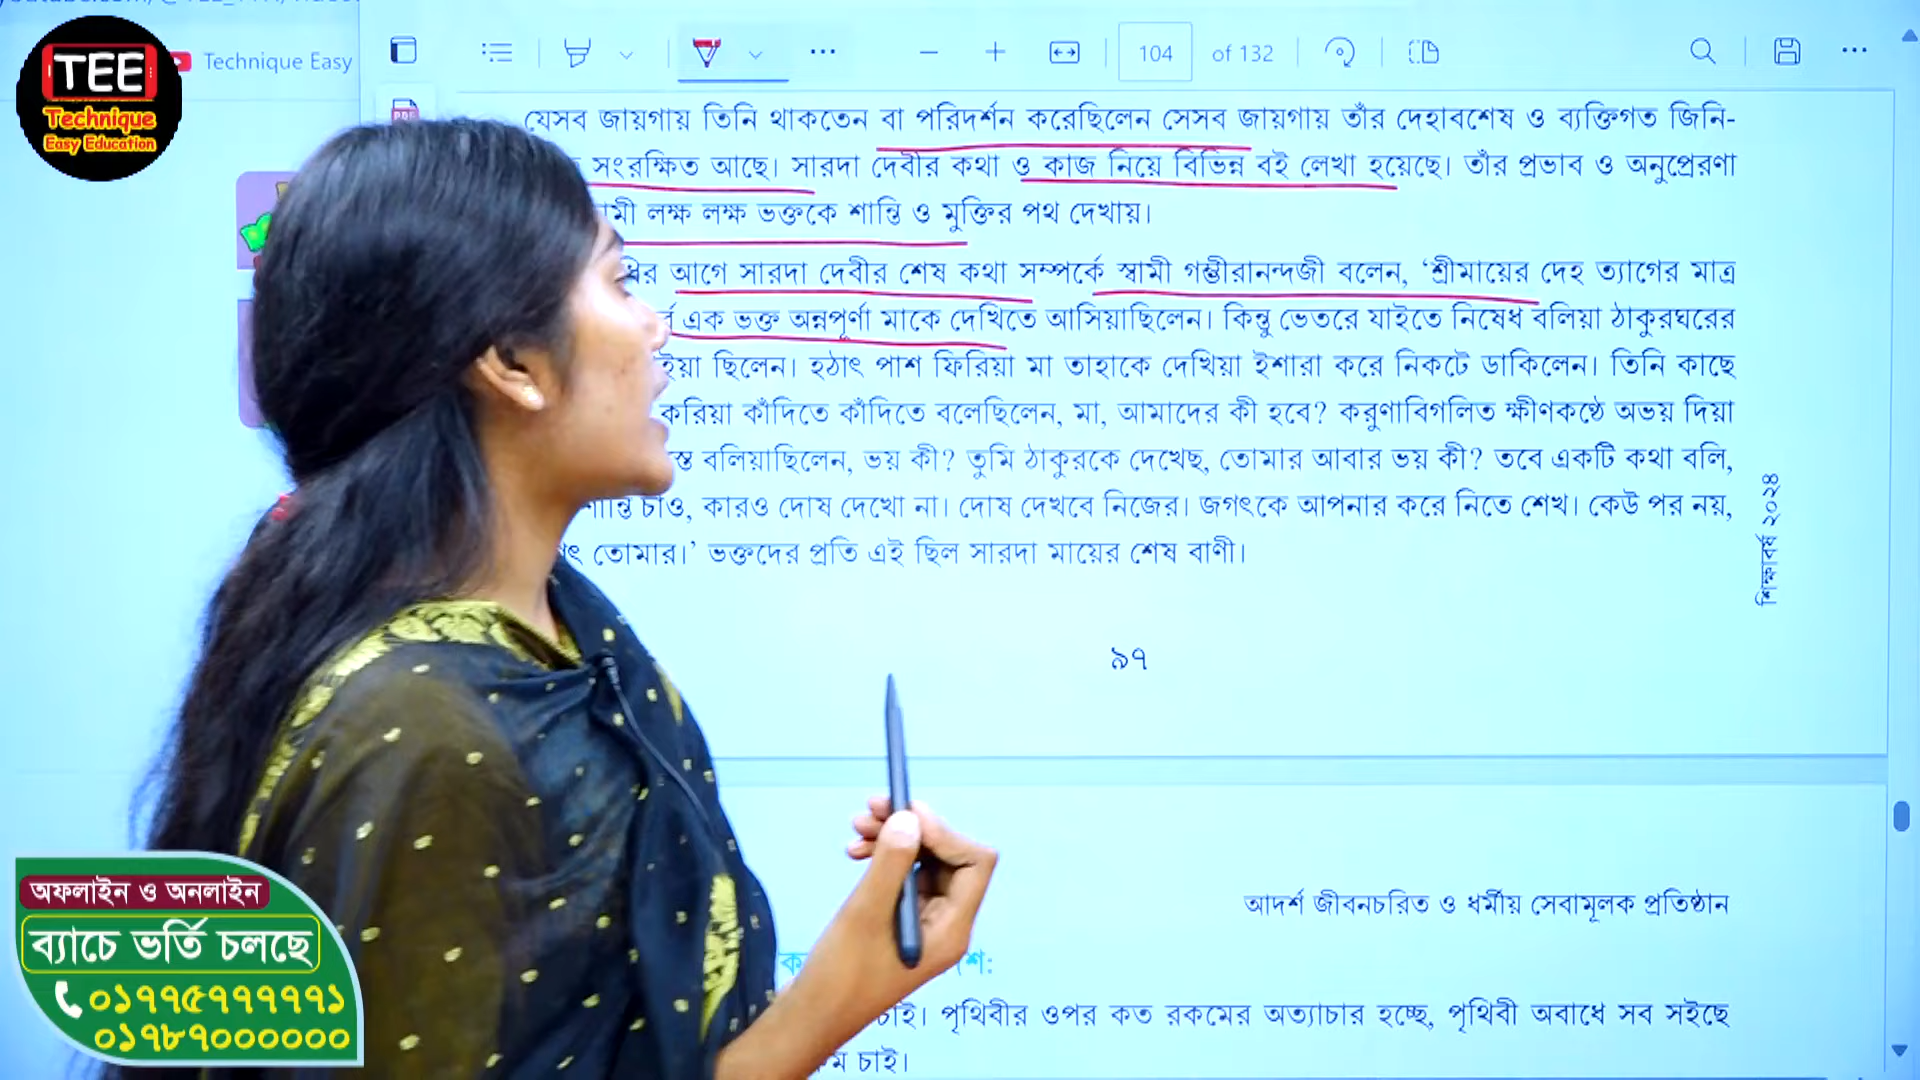 TEE
Technique
Easy Education
Technique Easy
104 of 132
যেসব জায়গায় তিনি থাকতেন বা পরিদর্শন করেছিলেন সেসব জায়গায় তাঁর দেহাবশেষ ও ব্যক্তিগত জিনি-
সংরক্ষিত আছে। সারদা দেবীর কথা ও কাজ নিয়ে বিভিন্ন বই লেখা হয়েছে। তাঁর প্রভাব ও অনুপ্রেরণা
লক্ষ লক্ষ ভক্তকে শান্তি ও মুক্তির পথ দেখায়।
আগে সারদা দেবীর শেষ কথা সম্পর্কে স্বামী গম্ভীরানন্দজী বলেন, ‘শ্রীমায়ের দেহ ত্যাগের মাত্র
এক ভক্ত অন্নপূর্ণা মাকে দেখিতে আসিয়াছিলেন। কিন্তু ভেতরে যাইতে নিষেধ বলিয়া ঠাকুরঘরের
ছিলেন। হঠাৎ পাশ ফিরিয়া মা তাহাকে দেখিয়া ইশারা করে নিকটে ডাকিলেন। তিনি কাছে
করিয়া কাঁদিতে কাঁদিতে বলেছিলেন, মা, আমাদের কী হবে? করুণাবিগলিত ক্ষীণকণ্ঠে অভয় দিয়া
বলিয়াছিলেন, ভয় কী? তুমি ঠাকুরকে দেখেছ, তোমার আবার ভয় কী? তবে একটি কথা বলি,
শান্তি চাও, কারও দোষ দেখো না। দোষ দেখবে নিজের। জগৎকে আপনার করে নিতে শেখ। কেউ পর নয়,
তোমার।’ ভক্তদের প্রতি এই ছিল সারদা মায়ের শেষ বাণী।
শিক্ষাবর্ষ ২০২৪
৯৭
আদর্শ জীবনচরিত ও ধর্মীয় সেবামূলক প্রতিষ্ঠান
চাই। পৃথিবীর ওপর কত রকমের অত্যাচার হচ্ছে, পৃথিবী অবাধে সব সইছে
চাই।
অফলাইন ও অনলাইন
ব্যাচে ভর্তি চলছে
০১৭৭৫৭৭৭৭৭১
০১৭৮৭০০০০০০